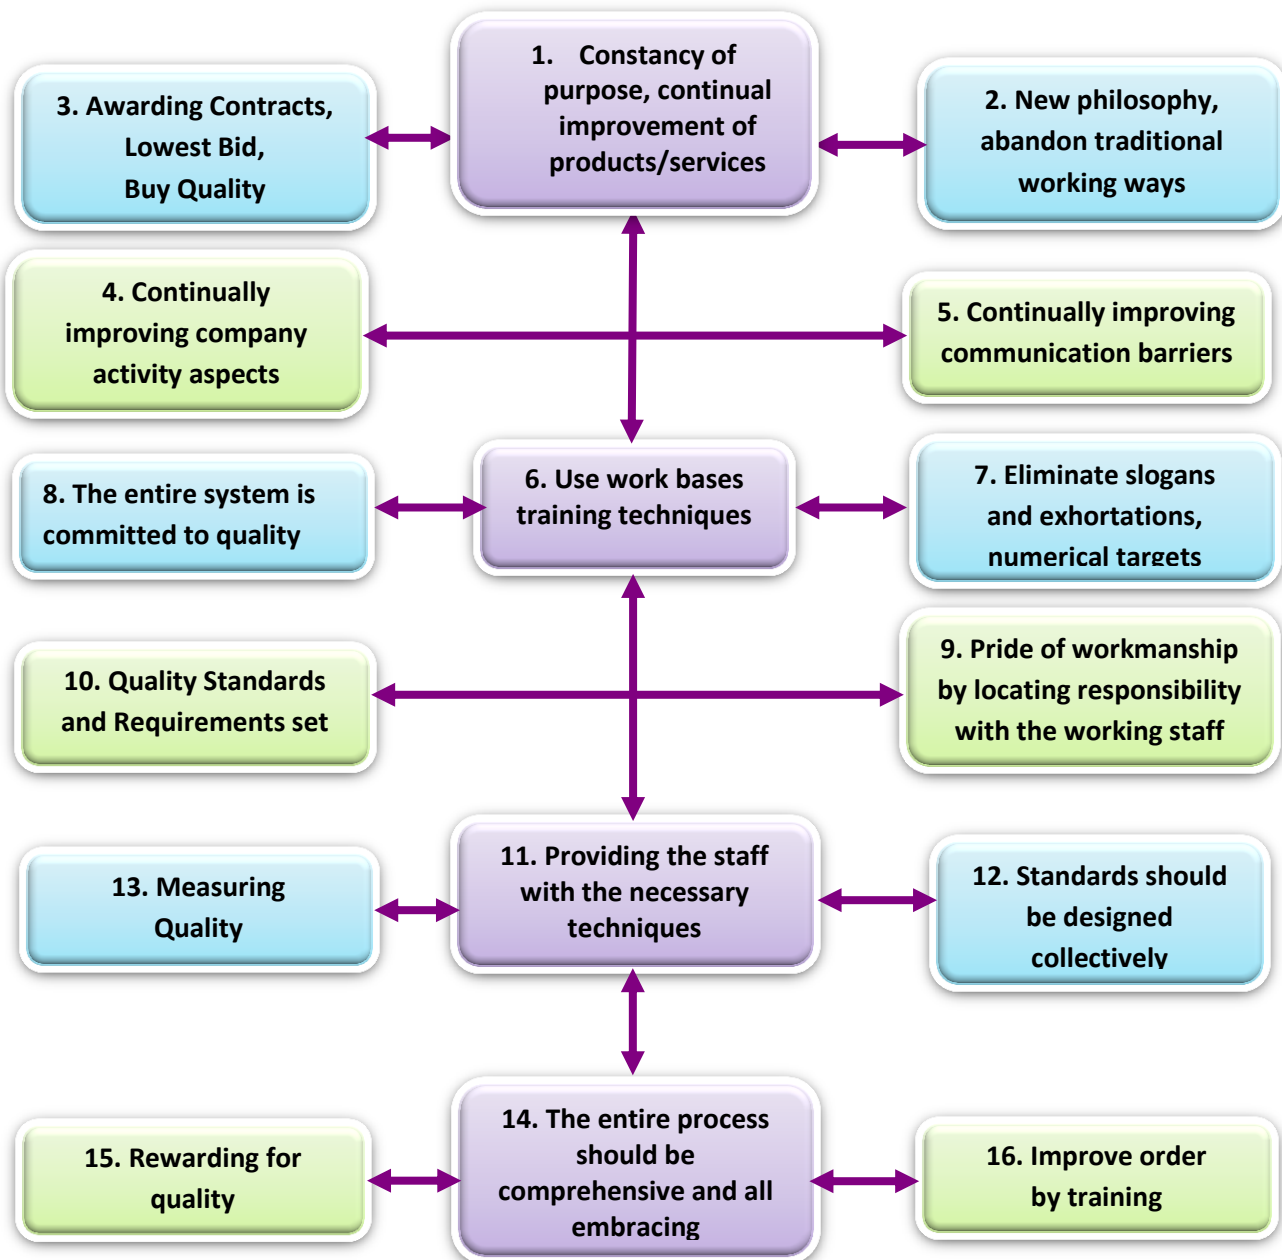 1. Constancy of
purpose, continual
improvement of
products/services
3. Awarding Contracts,
Lowest Bid,
Buy Quality
2. New philosophy,
abandon traditional
working ways
4. Continually
improving company
activity aspects
5. Continually improving
communication barriers
6. Use work bases
training techniques
8. The entire system is
committed to quality
7. Eliminate slogans
and exhortations,
numerical targets
10. Quality Standards
and Requirements set
9. Pride of workmanship
by locating responsibility
with the working staff
11. Providing the staff
with the necessary
techniques
13. Measuring
Quality
12. Standards should
be designed
collectively
14. The entire process
should be
comprehensive and all
embracing
15. Rewarding for
quality
16. Improve order
by training